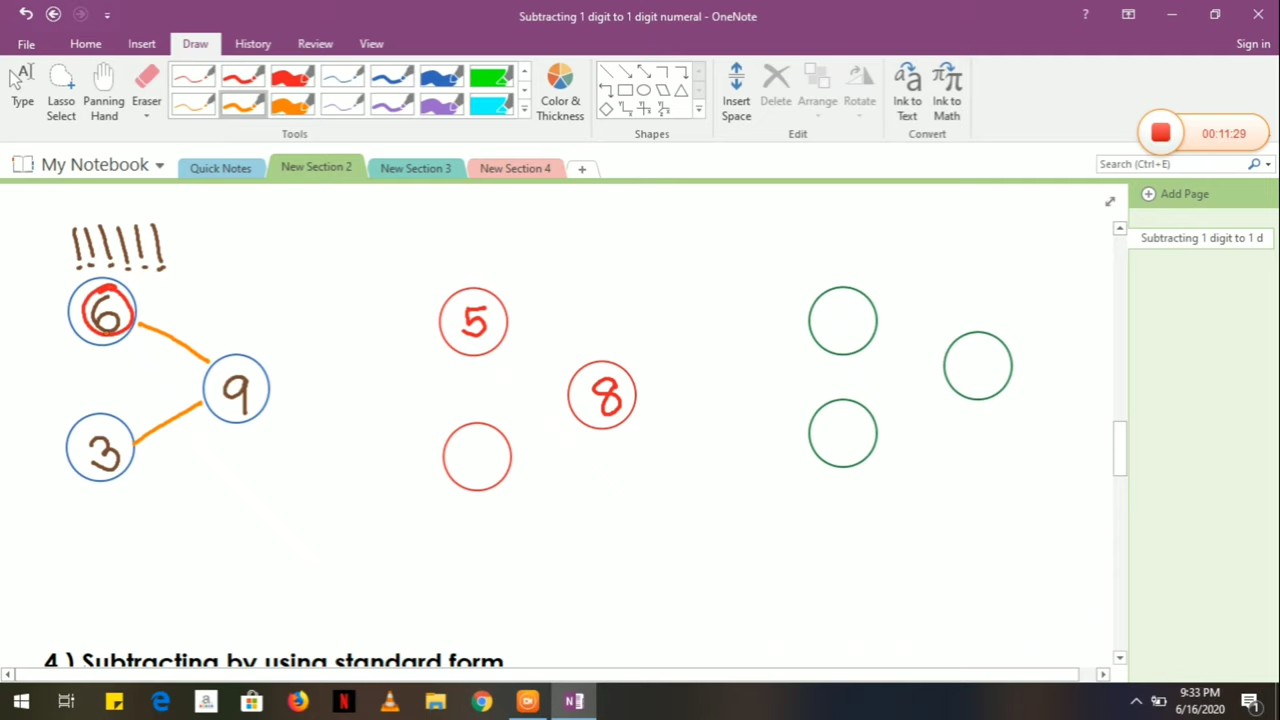 Subtracting 1 digit to 1 digit numeral - OneNote
File Home Insert Draw History Review View Sign in
Type
Lasso Select
Panning Hand
Eraser
Color & Thickness
Insert Space
Delete
Arrange
Rotate
Ink to Text
Ink to Math
Tools Shapes Edit Convert
00:11:29
My Notebook Quick Notes New Section 2 New Section 3 New Section 4 Search (Ctrl+E)
Add Page
Subtracting 1 digit to 1 d
!!!!!!
6
9
3
5
8
4.) Subtracting by using standard form
9:33 PM
6/16/2020